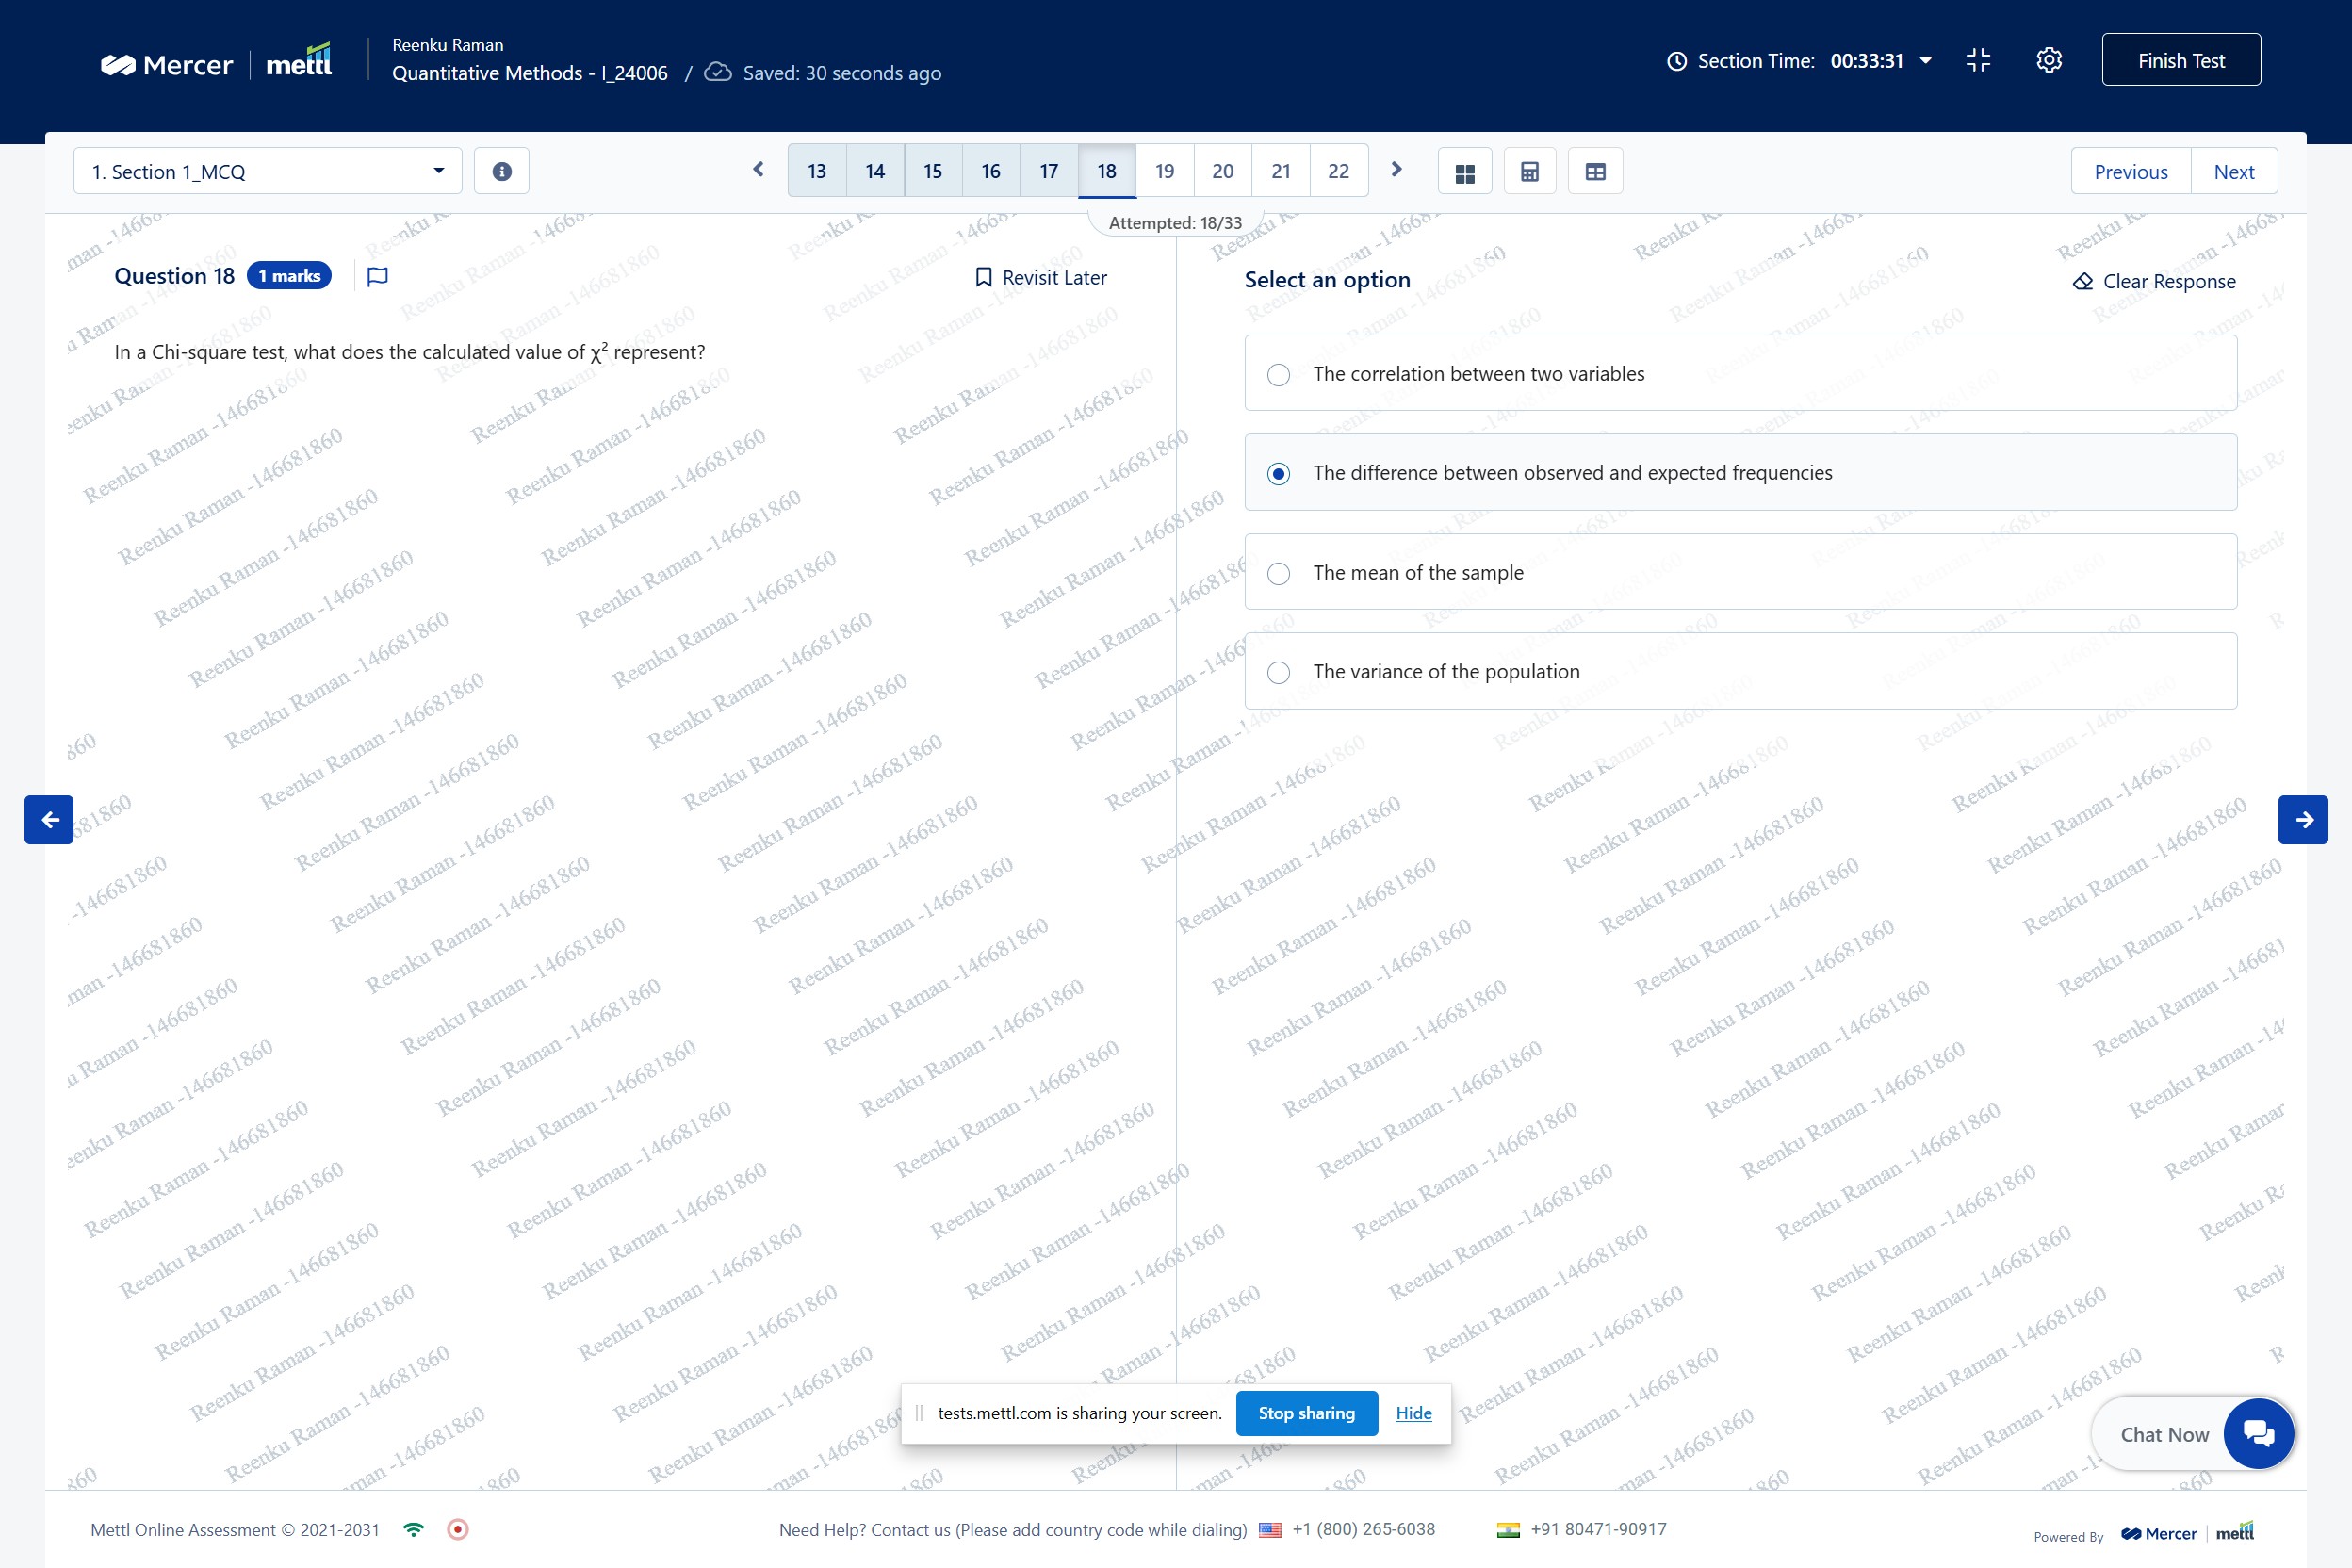 Mercer | mettl
Reenku Raman
Quantitative Methods - I_24006 / Saved: 30 seconds ago
Section Time: 00:33:31
Finish Test
1. Section 1_MCQ
13 14 15 16 17 18 19 20 21 22
Previous Next
Attempted: 18/33
Question 18 1 marks
Revisit Later
In a Chi-square test, what does the calculated value of χ² represent?
Select an option
Clear Response
The correlation between two variables
The difference between observed and expected frequencies
The mean of the sample
The variance of the population
Reenku Raman -146681860
tests.mettl.com is sharing your screen. Stop sharing Hide
Chat Now
Mettl Online Assessment © 2021-2031
Need Help? Contact us (Please add country code while dialing) +1 (800) 265-6038 +91 80471-90917
Powered By Mercer | mettl